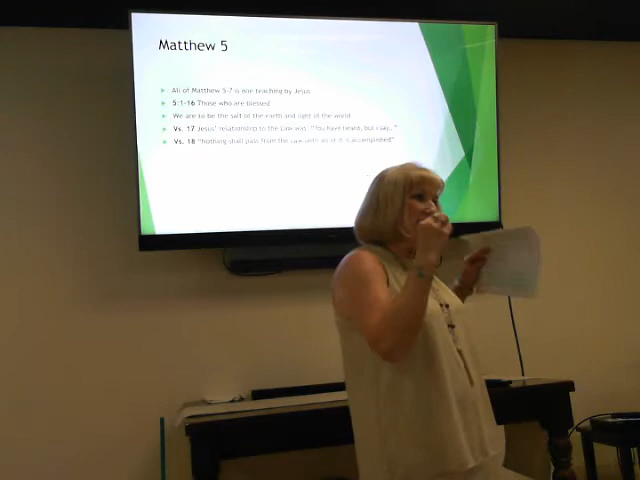 Matthew 5
All of Matthew 5-7 is one teaching by Jesus
5:1-16 Those who are blessed
We are to be the salt of the earth and light of the world
Vs. 17 Jesus' relationship to the Law was: "You have heard, but I say…"
Vs. 18 "Nothing shall pass from the Law until all of it is accomplished"